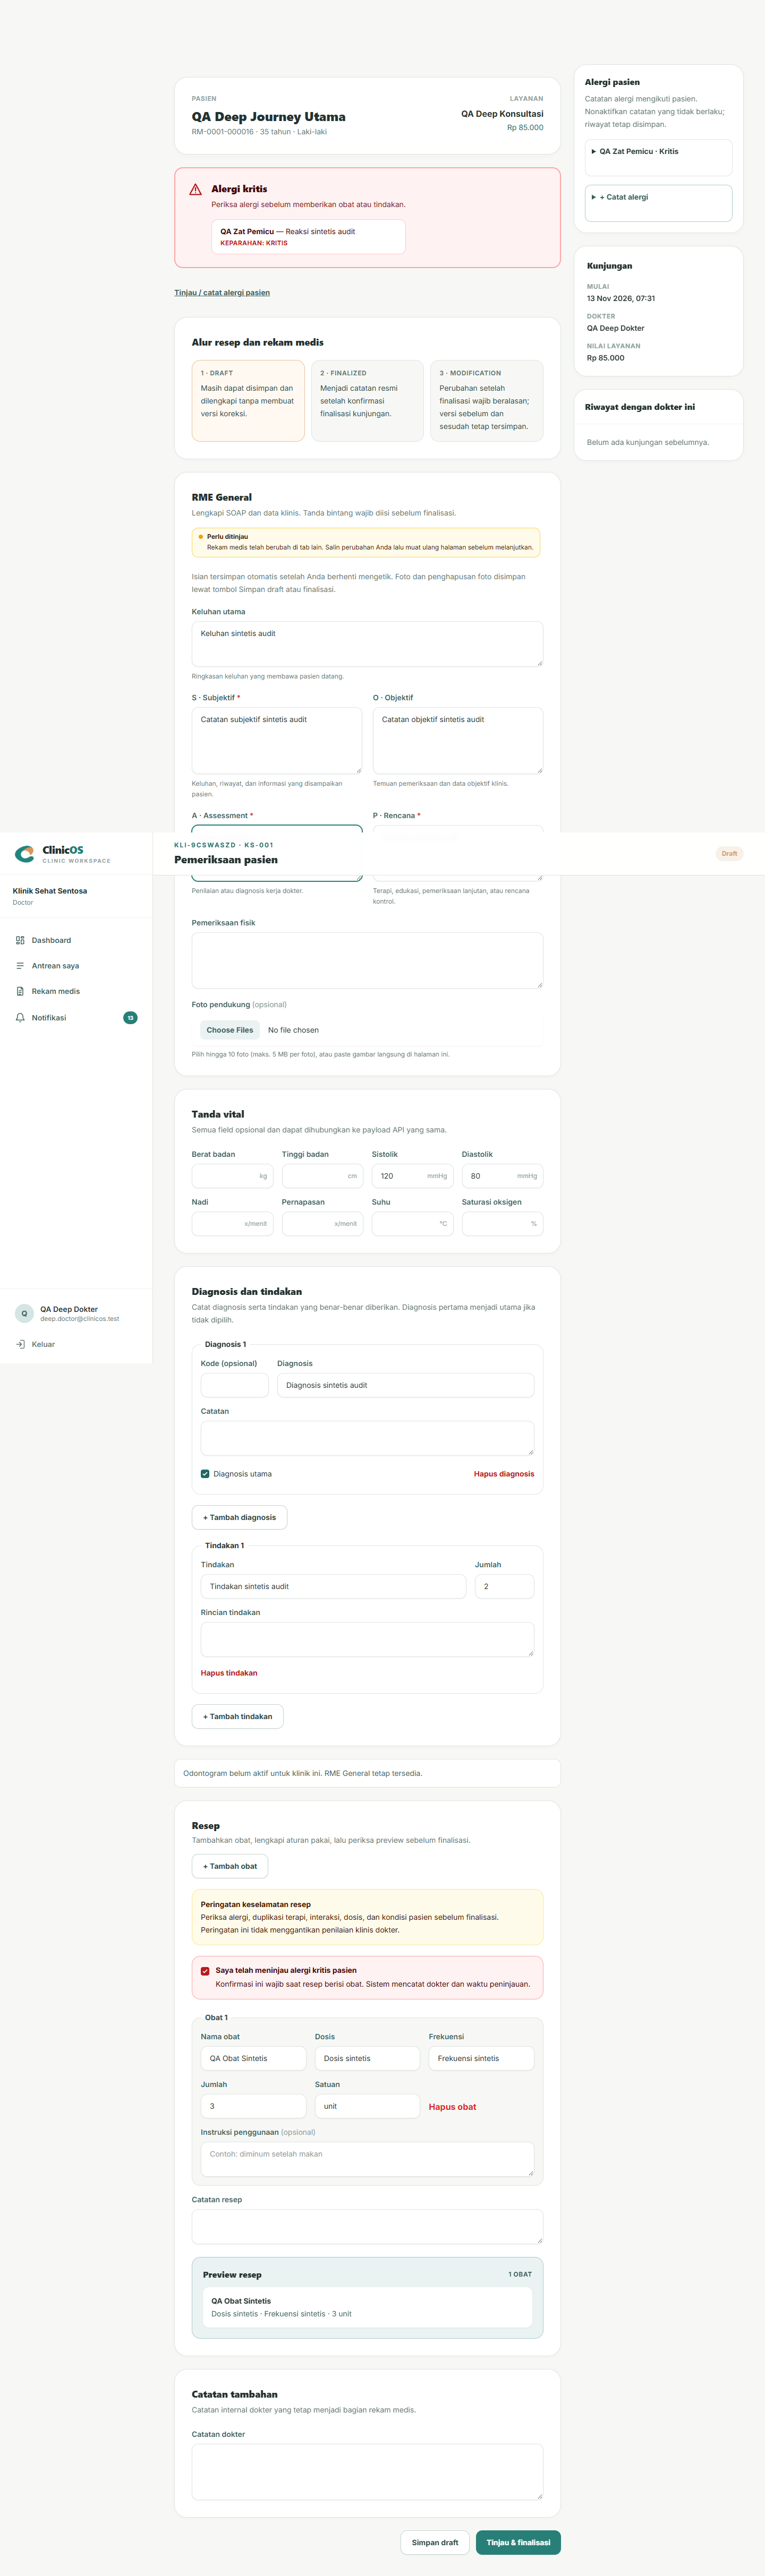 PASIEN
QA Deep Journey Utama
RM-0001-000016 · 35 tahun · Laki-laki
LAYANAN
QA Deep Konsultasi
Rp 85.000
Alergi kritis
Periksa alergi sebelum memberikan obat atau tindakan.
QA Zat Pemicu — Reaksi sintetis audit
KEPARAHAN: KRITIS
Tinjau / catat alergi pasien
Alur resep dan rekam medis
1 · DRAFT
Masih dapat disimpan dan
dilengkapi tanpa membuat
versi koreksi.
2 · FINALIZED
Menjadi catatan resmi
setelah konfirmasi
finalisasi kunjungan.
3 · MODIFICATION
Perubahan setelah
finalisasi wajib beralasan;
versi sebelum dan
sesudah tetap tersimpan.
Alergi pasien
Catatan alergi mengikuti pasien.
Nonaktifkan catatan yang tidak berlaku;
riwayat tetap disimpan.
QA Zat Pemicu · Kritis
+ Catat alergi
Kunjungan
MULAI
13 Nov 2026, 07:31
DOKTER
QA Deep Dokter
NILAI LAYANAN
Rp 85.000
Riwayat dengan dokter ini
Belum ada kunjungan sebelumnya.
RME General
Lengkapi SOAP dan data klinis. Tanda bintang wajib diisi sebelum finalisasi.
Perlu ditinjau
Rekam medis telah berubah di tab lain. Salin perubahan Anda lalu muat ulang halaman sebelum melanjutkan.
Isian tersimpan otomatis setelah Anda berhenti mengetik. Foto dan penghapusan foto disimpan
lewat tombol Simpan draft atau finalisasi.
Keluhan utama
Keluhan sintetis audit
Ringkasan keluhan yang membawa pasien datang.
S · Subjektif *
Catatan subjektif sintetis audit
Keluhan, riwayat, dan informasi yang disampaikan
pasien.
O · Objektif
Catatan objektif sintetis audit
Temuan pemeriksaan dan data objektif klinis.
A · Assessment *
P · Rencana *
ClinicOS
CLINIC WORKSPACE
KLI-9CSWASZD · KS-001
Pemeriksaan pasien
Draft
Klinik Sehat Sentosa
Doctor
Dashboard
Antrean saya
Rekam medis
Notifikasi
13
QA Deep Dokter
Q
deep.doctor@clinicos.test
Keluar
Penilaian atau diagnosis kerja dokter.
Terapi, edukasi, pemeriksaan lanjutan, atau rencana
kontrol.
Pemeriksaan fisik
Foto pendukung (opsional)
Choose Files No file chosen
Pilih hingga 10 foto (maks. 5 MB per foto), atau paste gambar langsung di halaman ini.
Tanda vital
Semua field opsional dan dapat dihubungkan ke payload API yang sama.
Berat badan
kg
Tinggi badan
cm
Sistolik
120 mmHg
Diastolik
80 mmHg
Nadi
x/menit
Pernapasan
x/menit
Suhu
°C
Saturasi oksigen
%
Diagnosis dan tindakan
Catat diagnosis serta tindakan yang benar-benar diberikan. Diagnosis pertama menjadi utama jika
tidak dipilih.
Diagnosis 1
Kode (opsional)
Diagnosis
Diagnosis sintetis audit
Catatan
Diagnosis utama
Hapus diagnosis
+ Tambah diagnosis
Tindakan 1
Tindakan
Tindakan sintetis audit
Jumlah
2
Rincian tindakan
Hapus tindakan
+ Tambah tindakan
Odontogram belum aktif untuk klinik ini. RME General tetap tersedia.
Resep
Tambahkan obat, lengkapi aturan pakai, lalu periksa preview sebelum finalisasi.
+ Tambah obat
Peringatan keselamatan resep
Periksa alergi, duplikasi terapi, interaksi, dosis, dan kondisi pasien sebelum finalisasi.
Peringatan ini tidak menggantikan penilaian klinis dokter.
Saya telah meninjau alergi kritis pasien
Konfirmasi ini wajib saat resep berisi obat. Sistem mencatat dokter dan waktu peninjauan.
Obat 1
Nama obat
QA Obat Sintetis
Dosis
Dosis sintetis
Frekuensi
Frekuensi sintetis
Jumlah
3
Satuan
unit
Hapus obat
Instruksi penggunaan (opsional)
Contoh: diminum setelah makan
Catatan resep
Preview resep
1 OBAT
QA Obat Sintetis
Dosis sintetis · Frekuensi sintetis · 3 unit
Catatan tambahan
Catatan internal dokter yang tetap menjadi bagian rekam medis.
Catatan dokter
Simpan draft
Tinjau & finalisasi